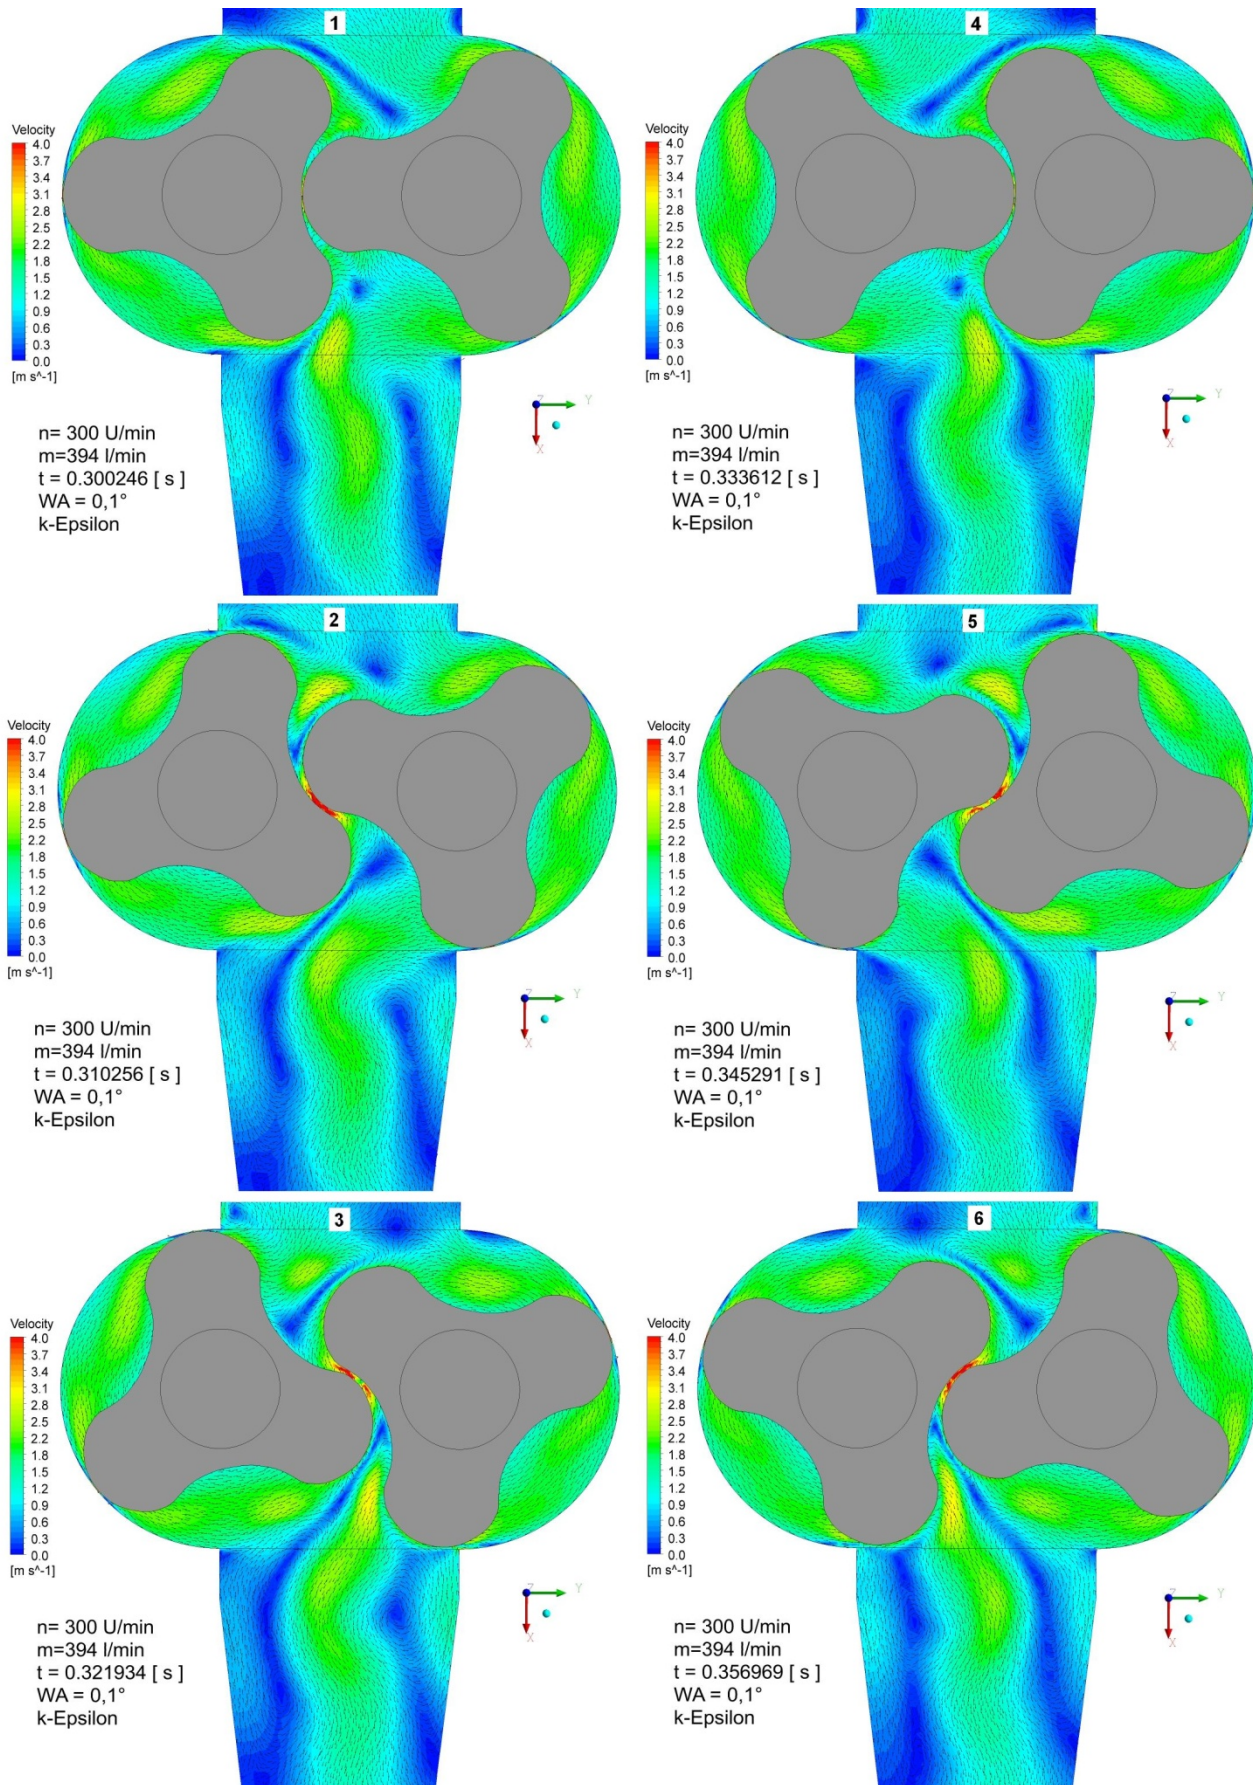 1
Velocity
4.0
3.7
3.4
3.1
2.8
2.5
2.2
1.8
1.5
1.2
0.9
0.6
0.3
0.0
[m s^-1]
Z
Y
X
n= 300 U/min
m=394 l/min
t = 0.300246 [ s ]
WA = 0,1°
k-Epsilon
4
Velocity
4.0
3.7
3.4
3.1
2.8
2.5
2.2
1.8
1.5
1.2
0.9
0.6
0.3
0.0
[m s^-1]
Z
Y
X
n= 300 U/min
m=394 l/min
t = 0.333612 [ s ]
WA = 0,1°
k-Epsilon
2
Velocity
4.0
3.7
3.4
3.1
2.8
2.5
2.2
1.8
1.5
1.2
0.9
0.6
0.3
0.0
[m s^-1]
Z
Y
X
n= 300 U/min
m=394 l/min
t = 0.310256 [ s ]
WA = 0,1°
k-Epsilon
5
Velocity
4.0
3.7
3.4
3.1
2.8
2.5
2.2
1.8
1.5
1.2
0.9
0.6
0.3
0.0
[m s^-1]
Z
Y
X
n= 300 U/min
m=394 l/min
t = 0.345291 [ s ]
WA = 0,1°
k-Epsilon
3
Velocity
4.0
3.7
3.4
3.1
2.8
2.5
2.2
1.8
1.5
1.2
0.9
0.6
0.3
0.0
[m s^-1]
Z
Y
X
n= 300 U/min
m=394 l/min
t = 0.321934 [ s ]
WA = 0,1°
k-Epsilon
6
Velocity
4.0
3.7
3.4
3.1
2.8
2.5
2.2
1.8
1.5
1.2
0.9
0.6
0.3
0.0
[m s^-1]
Z
Y
X
n= 300 U/min
m=394 l/min
t = 0.356969 [ s ]
WA = 0,1°
k-Epsilon